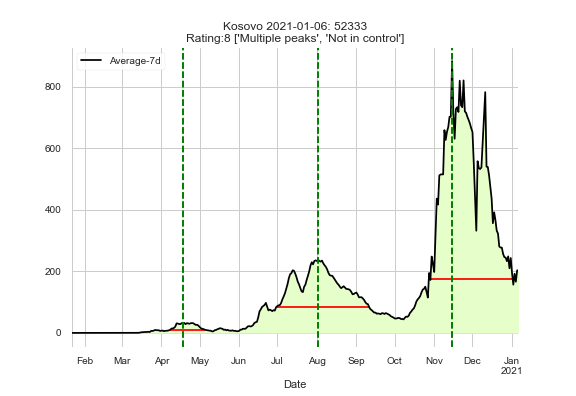 Kosovo 2021-01-06: 52333
Rating:8 ['Multiple peaks', 'Not in control']
Average-7d
800
600
400
200
0
Feb Mar Apr May Jun Jul Aug Sep Oct Nov Dec Jan
2021
Date